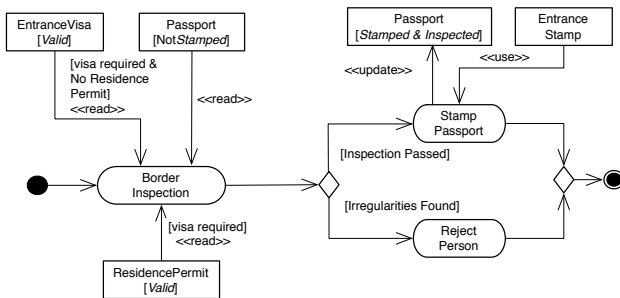 EntranceVisa
[Valid]
Passport
[NotStamped]
Passport
[Stamped & Inspected]
Entrance
Stamp
[visa required &
No Residence
Permit]
<<read>>
<<read>>
<<update>>
<<use>>
Stamp
Passport
Border
Inspection
[Inspection Passed]
[Irregularities Found]
[visa required]
<<read>>
Reject
Person
ResidencePermit
[Valid]